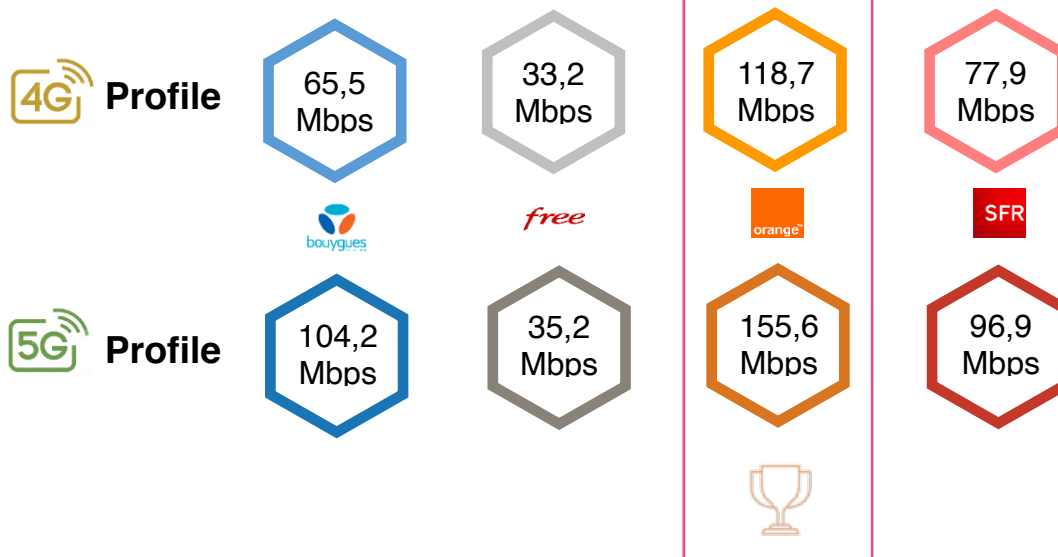 4G Profile
65,5
Mbps
33,2
Mbps
118,7
Mbps
77,9
Mbps
bouygues
free
orange™
SFR
5G Profile
104,2
Mbps
35,2
Mbps
155,6
Mbps
96,9
Mbps